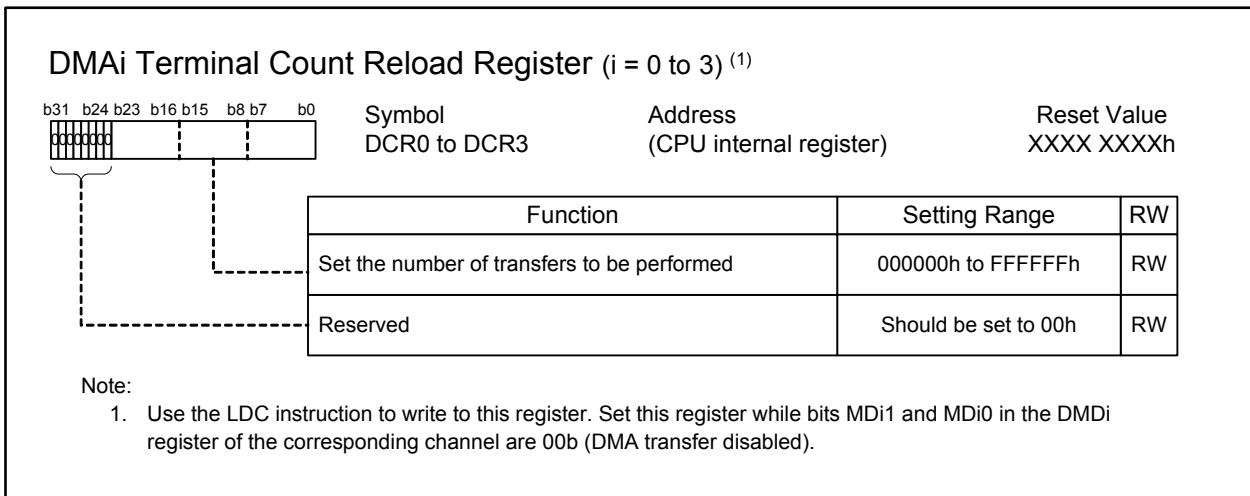 DMAi Terminal Count Reload Register (i = 0 to 3) (1)
b31 b24 b23 b16 b15 b8 b7 b0
Symbol Address Reset Value
00000000 DCR0 to DCR3 (CPU internal register) XXXX XXXXh
Function Setting Range RW
Set the number of transfers to be performed 000000h to FFFFFFh RW
Reserved Should be set to 00h RW
Note:
1. Use the LDC instruction to write to this register. Set this register while bits MDi1 and MDi0 in the DMDi
register of the corresponding channel are 00b (DMA transfer disabled).